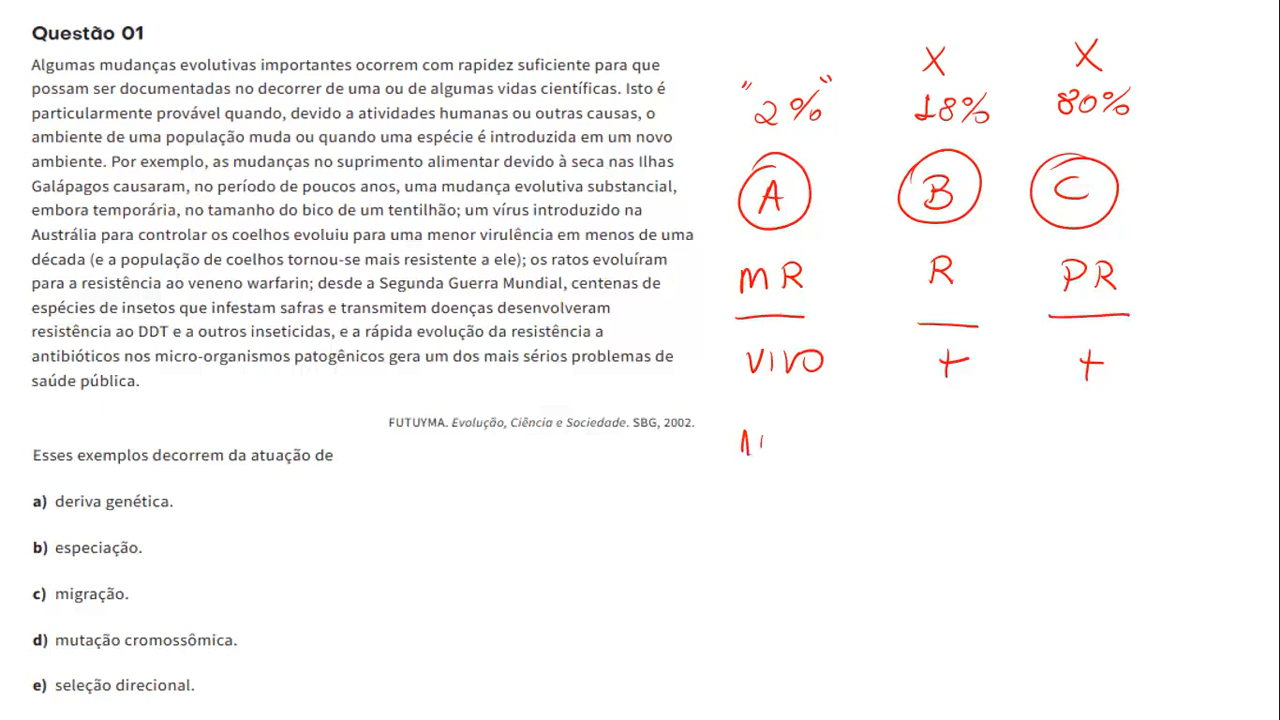 Questão 01
Algumas mudanças evolutivas importantes ocorrem com rapidez suficiente para que
possam ser documentadas no decorrer de uma ou de algumas vidas científicas. Isto é
particularmente provável quando, devido a atividades humanas ou outras causas, o
ambiente de uma população muda ou quando uma espécie é introduzida em um novo
ambiente. Por exemplo, as mudanças no suprimento alimentar devido à seca nas Ilhas
Galápagos causaram, no período de poucos anos, uma mudança evolutiva substancial,
embora temporária, no tamanho do bico de um tentilhão; um vírus introduzido na
Austrália para controlar os coelhos evoluiu para uma menor virulência em menos de uma
década (e a população de coelhos tornou-se mais resistente a ele); os ratos evoluíram
para a resistência ao veneno warfarin; desde a Segunda Guerra Mundial, centenas de
espécies de insetos que infestam safras e transmitem doenças desenvolveram
resistência ao DDT e a outros inseticidas, e a rápida evolução da resistência a
antibióticos nos micro-organismos patogênicos gera um dos mais sérios problemas de
saúde pública.
FUTUYMA. Evolução, Ciência e Sociedade. SBG, 2002.
Esses exemplos decorrem da atuação de
a) deriva genética.
b) especiação.
c) migração.
d) mutação cromossômica.
e) seleção direcional.
X X
"2%" 18% 80%
A B C
MR R PR
VIVO + +